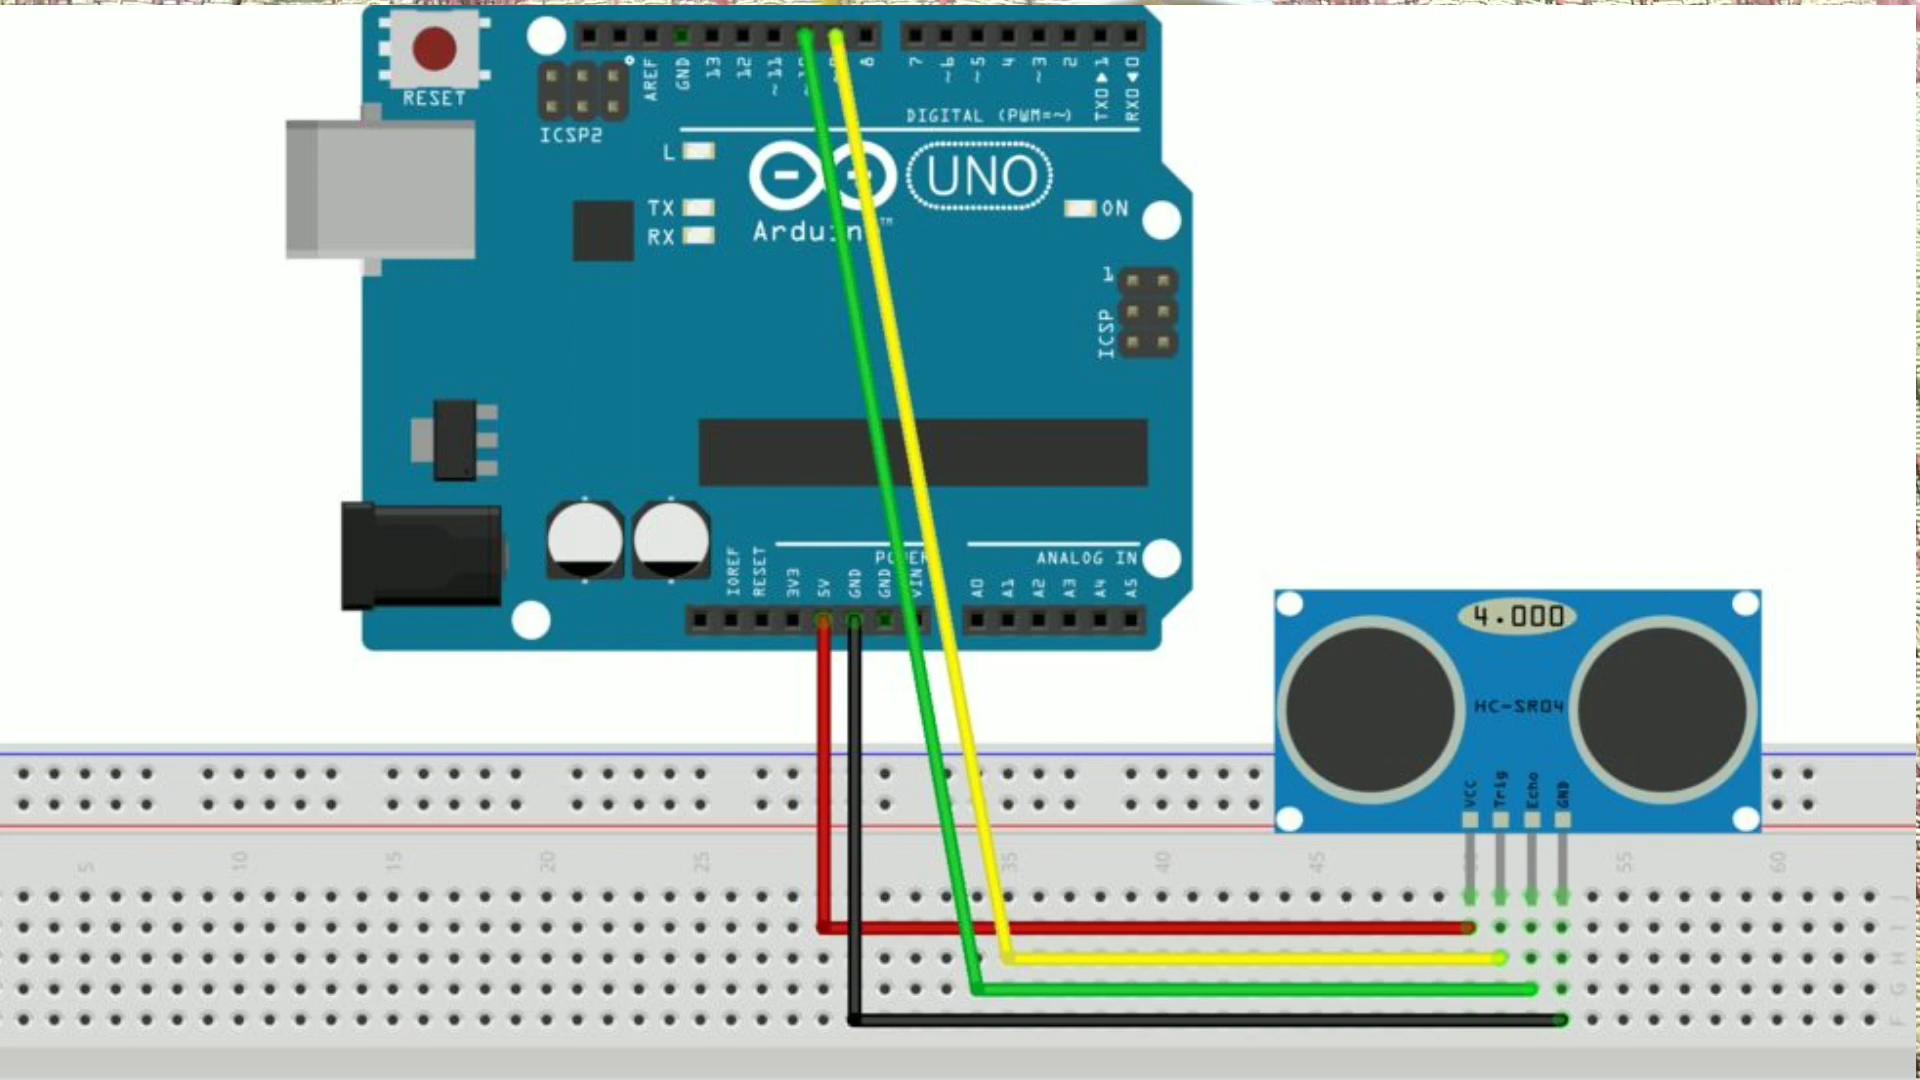 RESET
ICSP2
AREF
GND
13
12
~11
8
7
~6
~5
4
~3
2
TX0▶1
RX0◀0
DIGITAL (PWM=~)
L
TX
RX
UNO
ON
1
ICSP
IOREF
RESET
3V3
5V
GND
GND
VIN
POWER
ANALOG IN
A0
A1
A2
A3
A4
A5
4.000
HC-SR04
VCC
Trig
Echo
GND
5
10
15
20
25
35
40
45
55
60
J
I
H
G
F